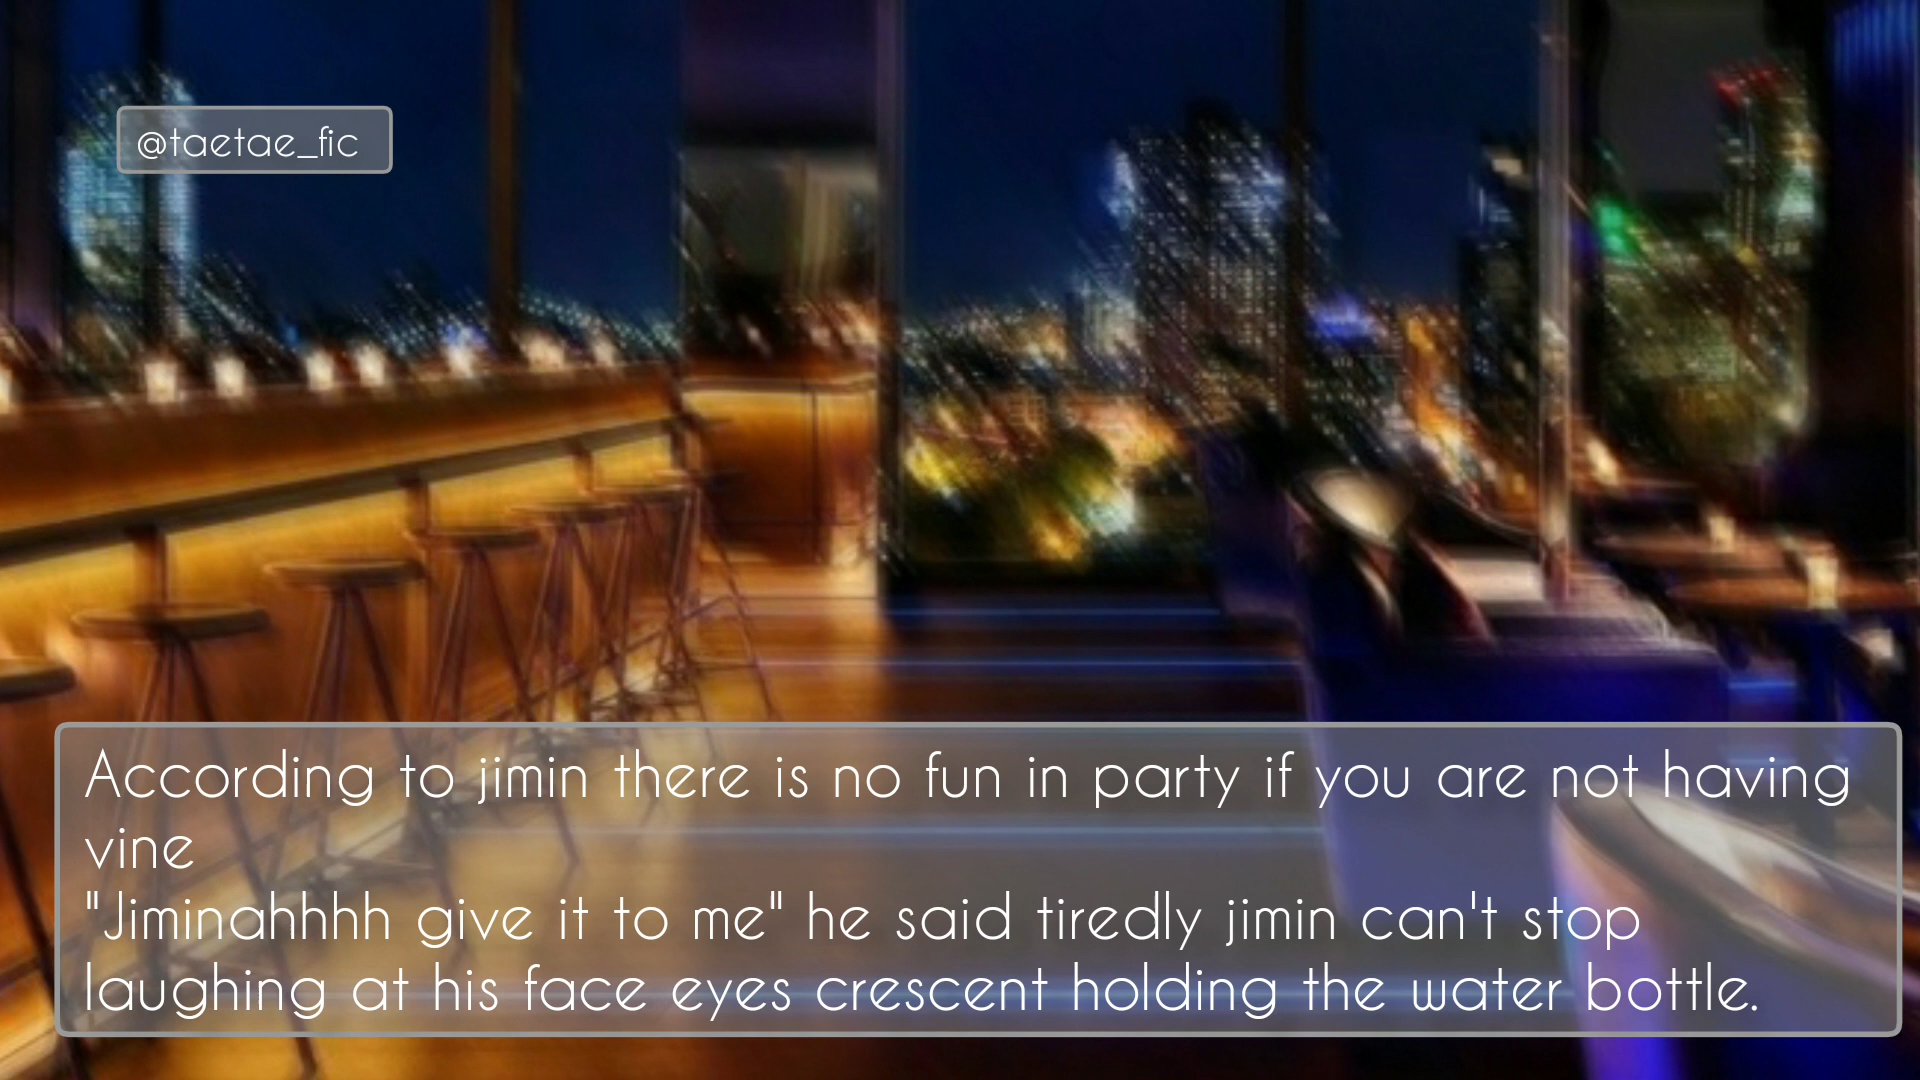 @taetae_fic
According to jimin there is no fun in party if you are not having
vine
"Jiminahhhh give it to me" he said tiredly jimin can't stop
laughing at his face eyes crescent holding the water bottle.